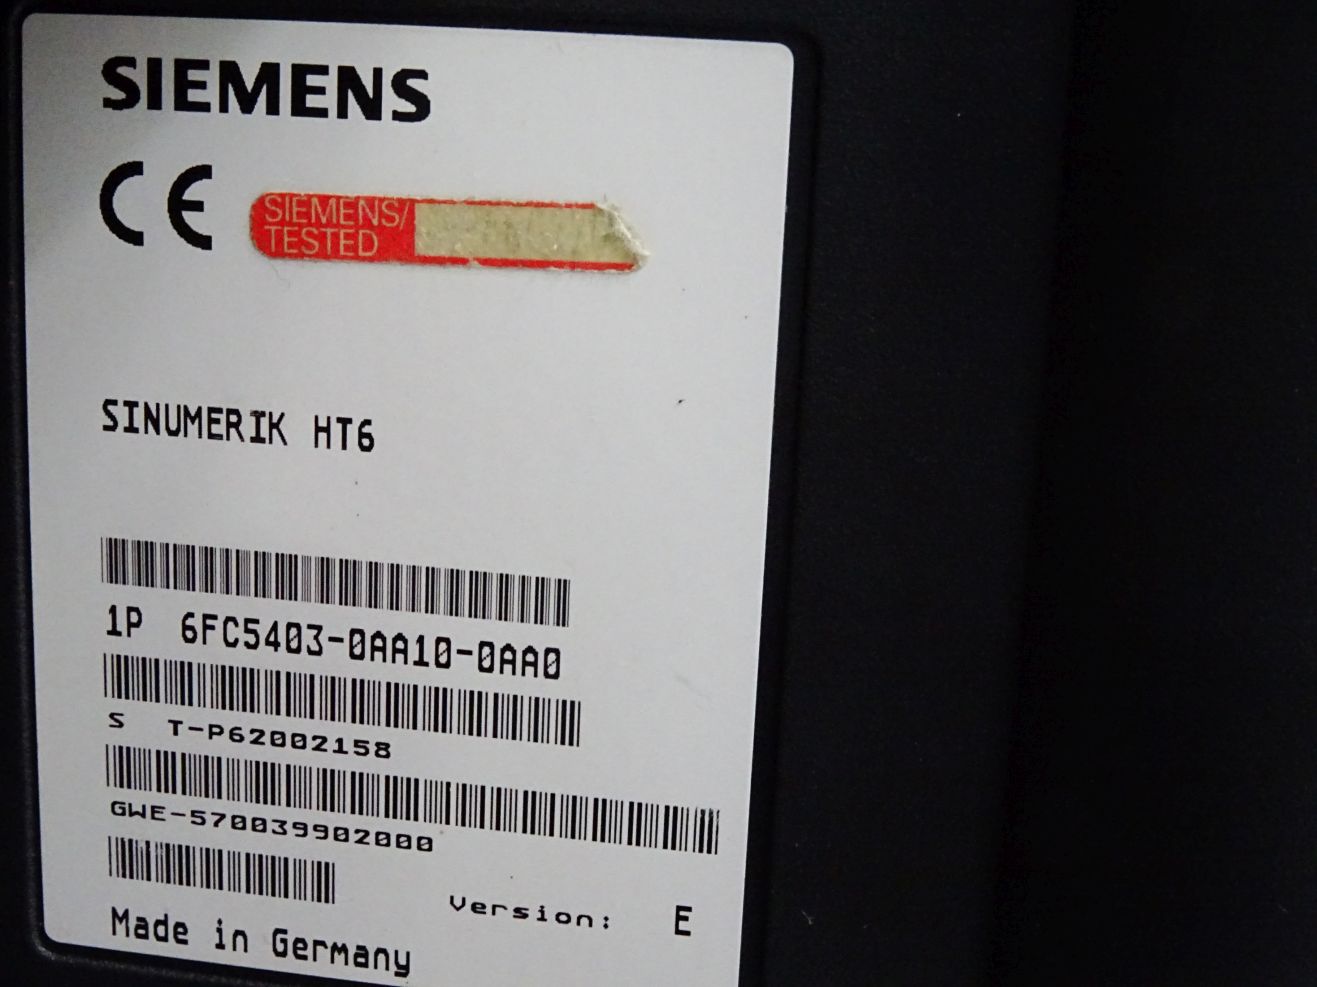 SIEMENS
CE
SIEMENS/
TESTED
SINUMERIK HT6
1P 6FC5403-0AA10-0AA0
S T-P62002158
GWE-570039902000
Version: E
Made in Germany